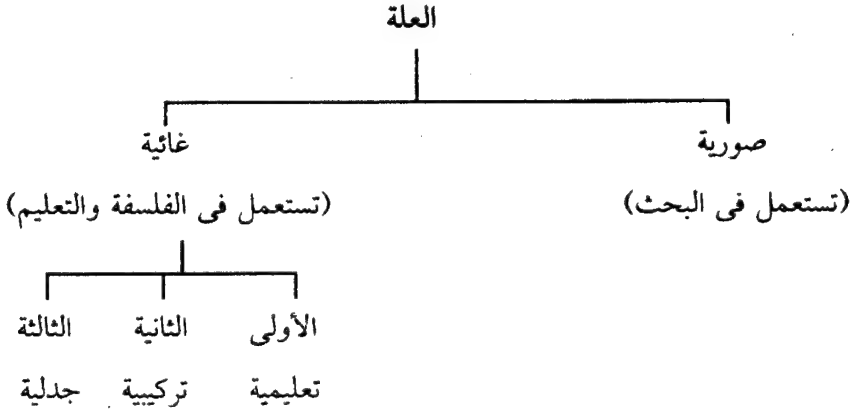 العلة
صورية غائية
(تستعمل فى البحث) (تستعمل فى الفلسفة والتعليم)
الأولى الثانية الثالثة
تعليمية تركيبية جدلية